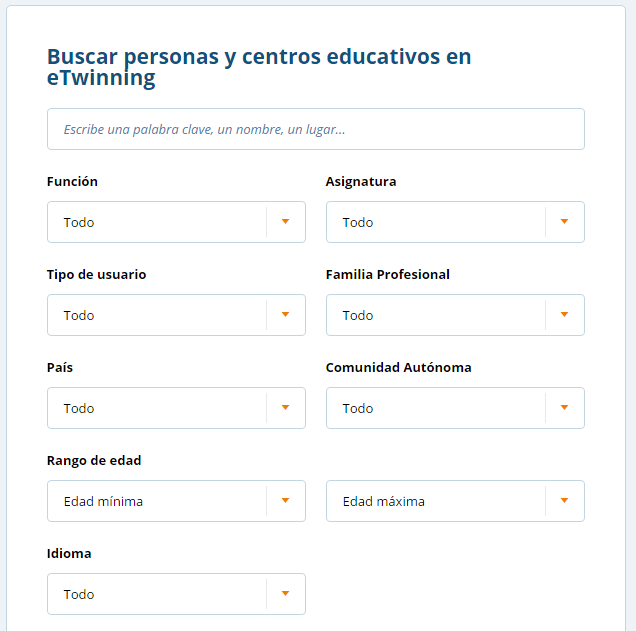 Buscar personas y centros educativos en
eTwinning
Escribe una palabra clave, un nombre, un lugar...
Función
Asignatura
Todo
Todo
Tipo de usuario
Familia Profesional
Todo
Todo
País
Comunidad Autónoma
Todo
Todo
Rango de edad
Edad mínima
Edad máxima
Idioma
Todo